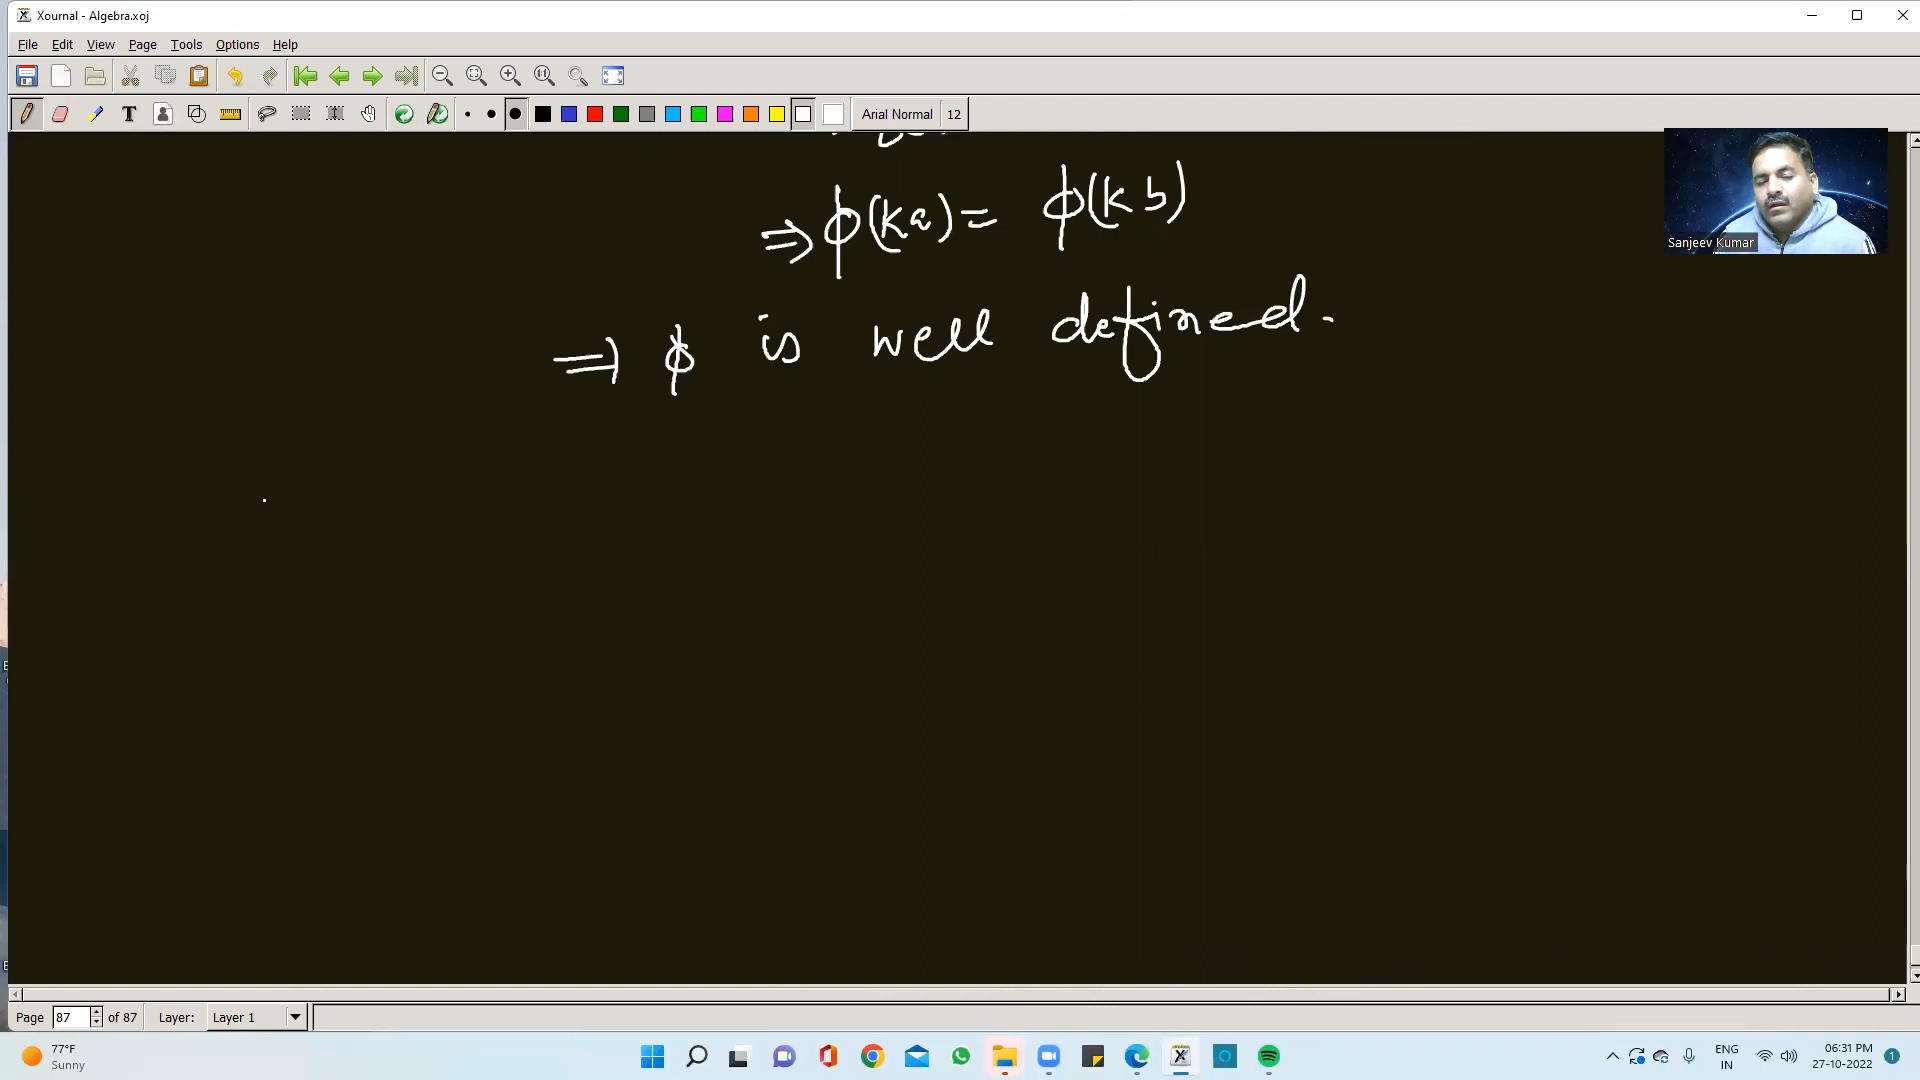 Xournal - Algebra.xoj
File Edit View Page Tools Options Help
Arial Normal 12
⇒ ϕ(Ka) = ϕ(Kb)
⇒ ϕ is well defined.
Sanjeev Kumar
Page 87 of 87 Layer: Layer 1
77°F
Sunny
ENG
IN
06:31 PM
27-10-2022
1